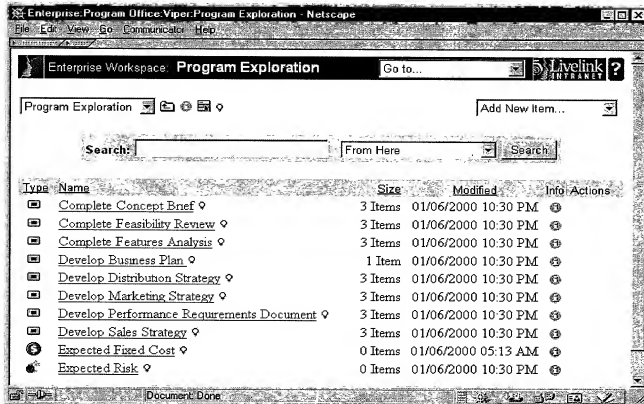 Enterprise:Program Office:Viper:Program Exploration - Netscape
File Edit View Go Communicator Help
Enterprise Workspace: Program Exploration Go to... Livelink INTRANET ?
Program Exploration Add New Item...
Search: From Here Search
Type Name Size Modified Info Actions
Complete Concept Brief 3 Items 01/06/2000 10:30 PM
Complete Feasibility Review 3 Items 01/06/2000 10:30 PM
Complete Features Analysis 3 Items 01/06/2000 10:30 PM
Develop Business Plan 1 Item 01/06/2000 10:30 PM
Develop Distribution Strategy 3 Items 01/06/2000 10:30 PM
Develop Marketing Strategy 3 Items 01/06/2000 10:30 PM
Develop Performance Requirements Document 3 Items 01/06/2000 10:30 PM
Develop Sales Strategy 3 Items 01/06/2000 10:30 PM
Expected Fixed Cost 0 Items 01/06/2000 05:13 AM
Expected Risk 0 Items 01/06/2000 10:30 PM
Document: Done